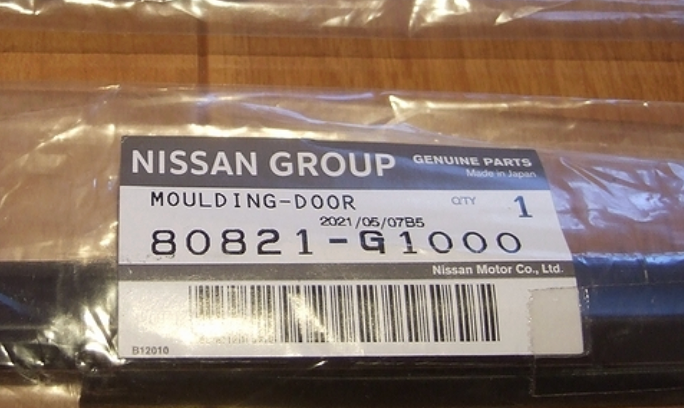 NISSAN GROUP GENUINE PARTS
Made in Japan
MOULDING-DOOR QTY 1
2021/05/07B5
80821-G1000
Nissan Motor Co., Ltd.
B12010